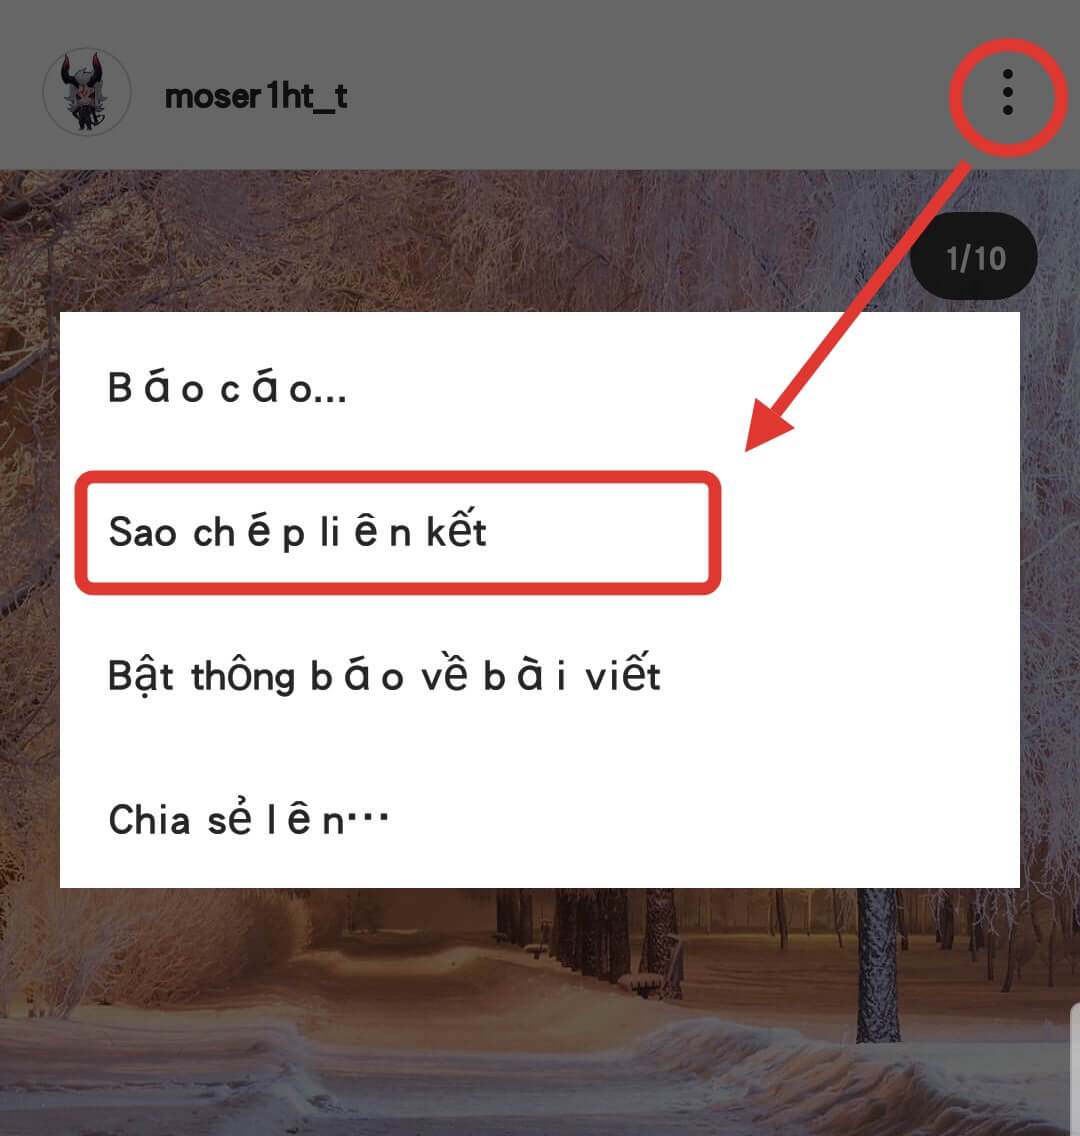 moser1ht_t
1/10
Báo cáo...
Sao chép liên kết
Bật thông báo về bài viết
Chia sẻ lên...